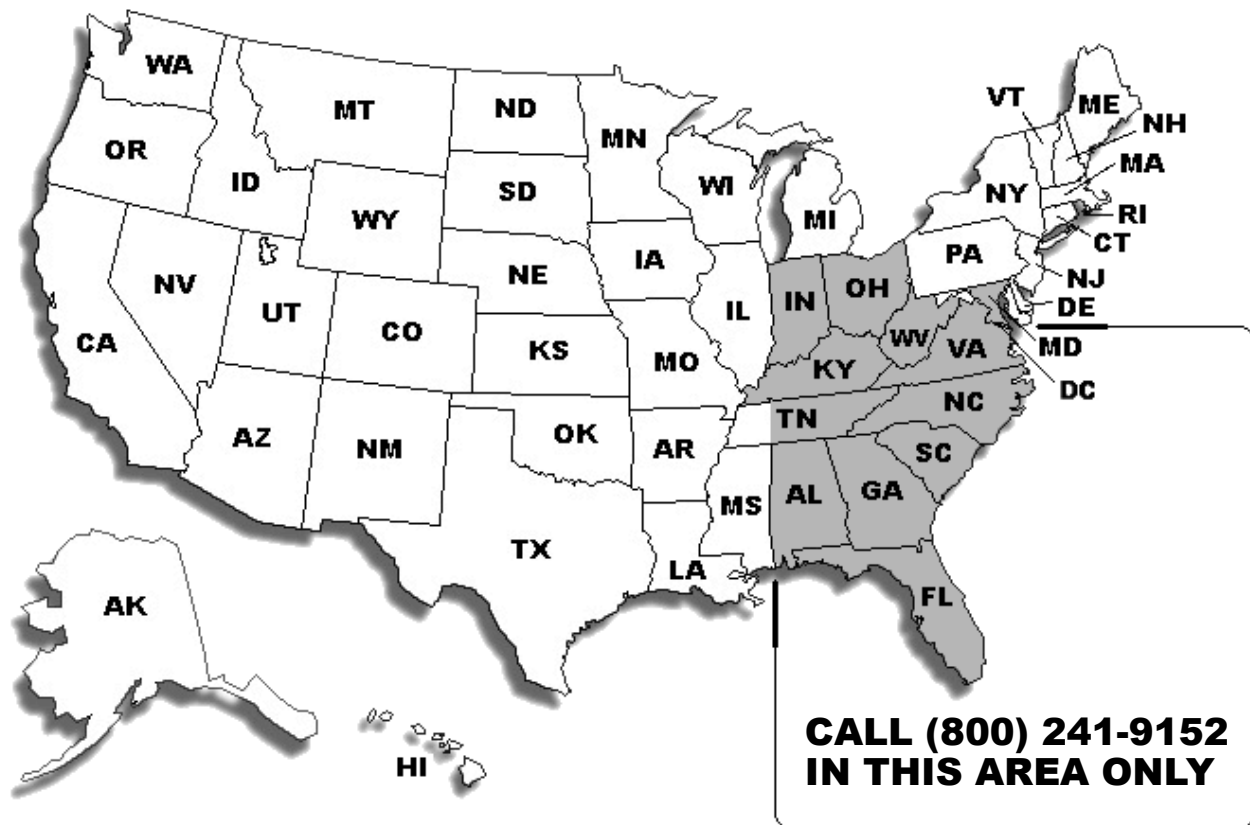 WA
MT
ND
MN
VT
ME
NH
OR
ID
SD
WI
MI
NY
MA
WY
RI
CT
NV
NE
IA
PA
NJ
UT
CO
IL
IN
OH
DE
CA
KS
MO
WV
VA
MD
KY
DC
AZ
NM
OK
AR
TN
NC
SC
MS
AL
GA
TX
LA
FL
AK
HI
CALL (800) 241-9152
IN THIS AREA ONLY